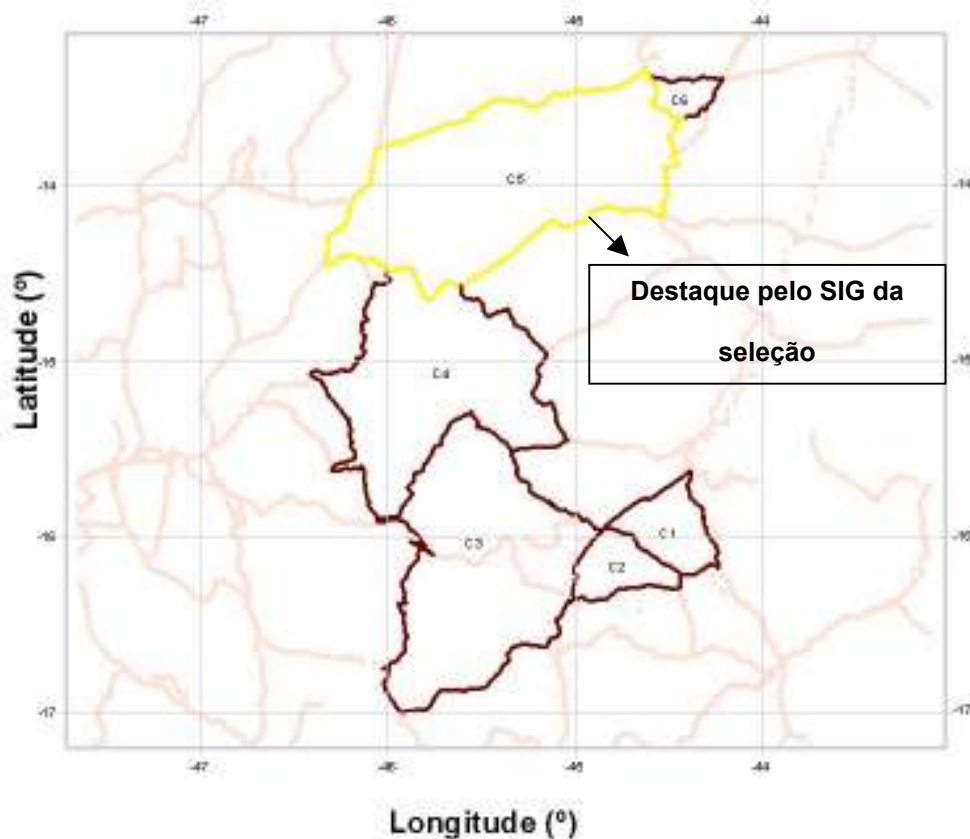 -47
-46
-45
-44
C6
-14
C5
-14
Destaque pelo SIG da
seleção
-15
-15
C4
C1
-16
C3
-16
C2
-17
-17
-47
-46
-45
-44
Latitude (º)
Longitude (º)